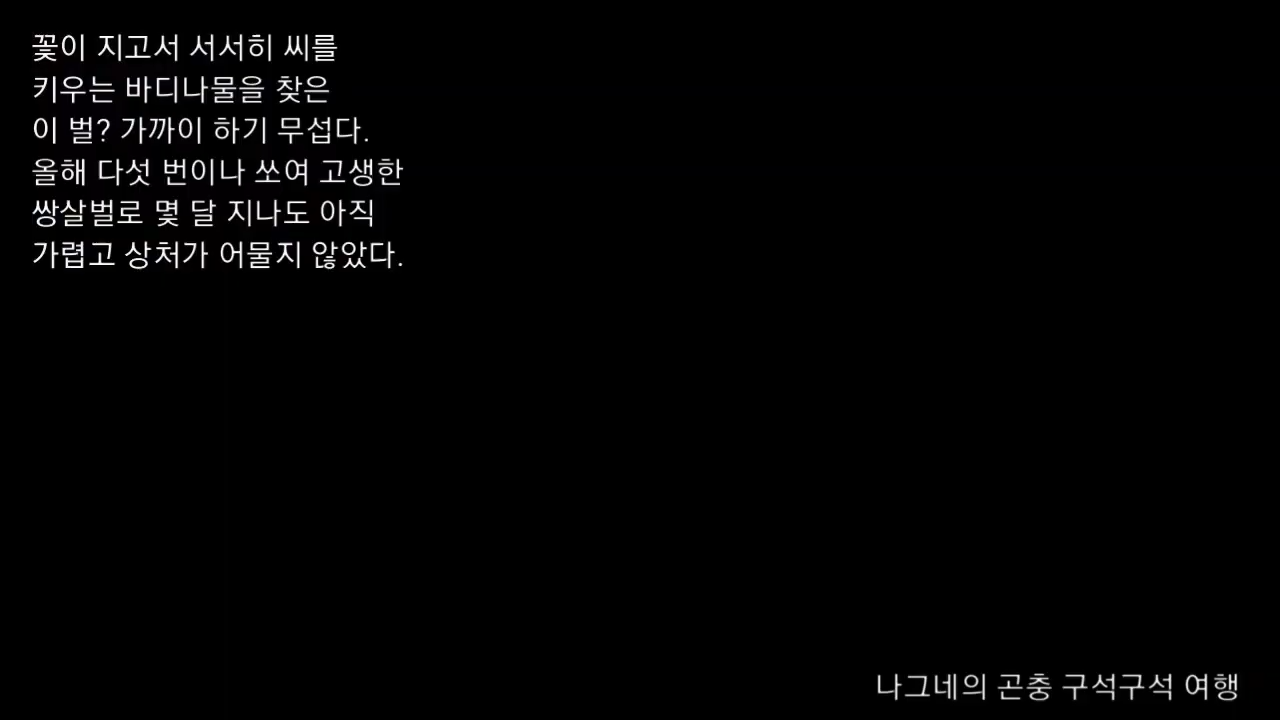 꽃이 지고서 서서히 씨를
키우는 바디나물을 찾은
이 벌? 가까이 하기 무섭다.
올해 다섯 번이나 쏘여 고생한
쌍살벌로 몇 달 지나도 아직
가렵고 상처가 어물지 않았다.
나그네의 곤충 구석구석 여행